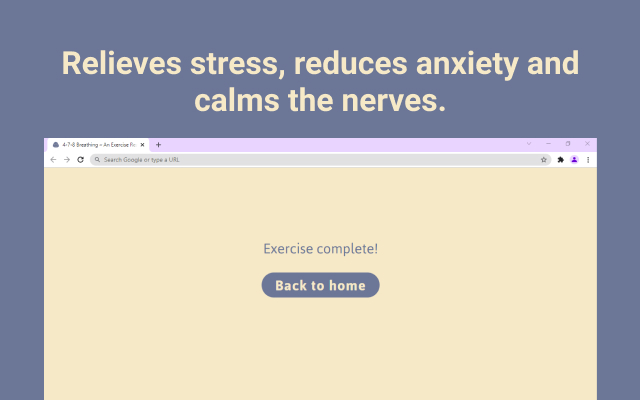 Relieves stress, reduces anxiety and
calms the nerves.
4-7-8 Breathing – An Exercise Re
Search Google or type a URL
Exercise complete!
Back to home